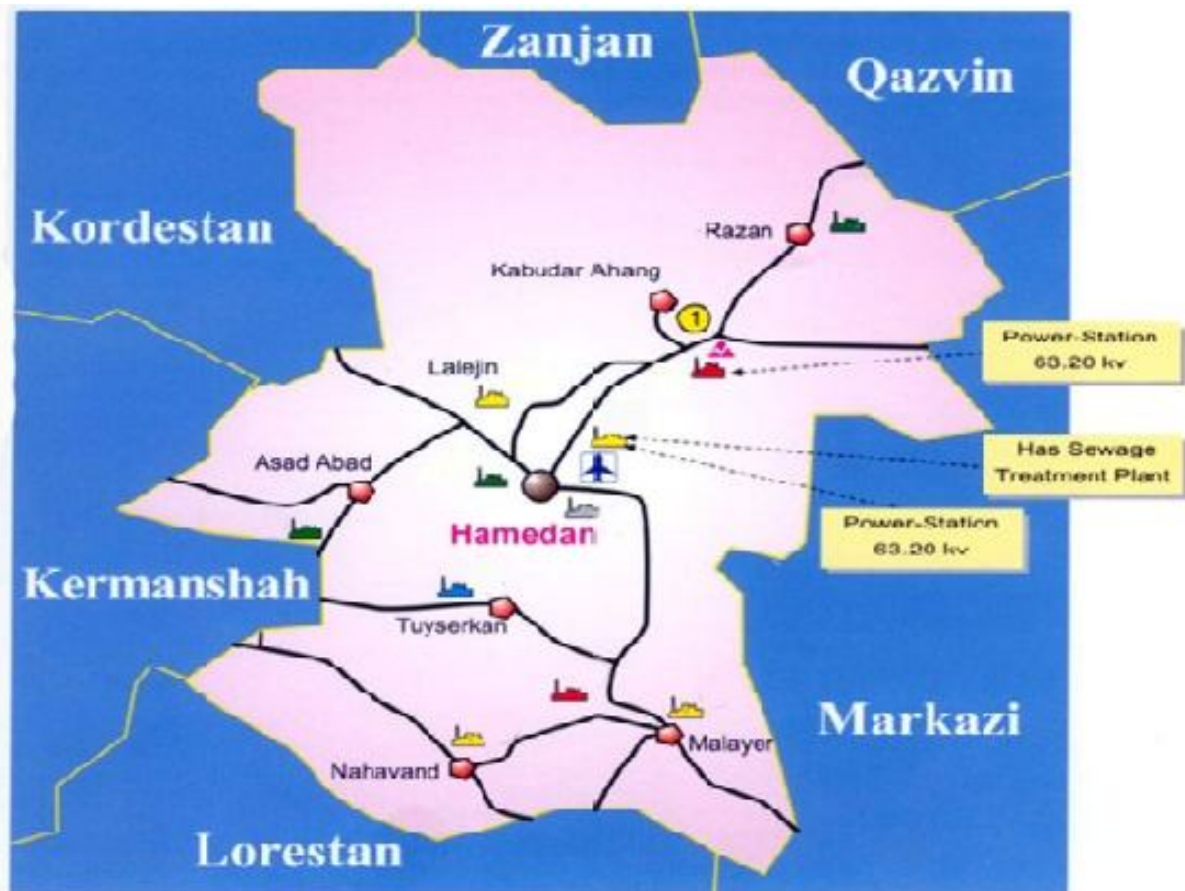 Zanjan
Qazvin
Kordestan
Razan
Kabudar Ahang
1
Power-Station
63.20 kv
Lalejin
Has Sewage
Treatment Plant
Asad Abad
Power-Station
63.20 kv
Hamedan
Kermanshah
Tuyserkan
Markazi
Malayer
Nahavand
Lorestan